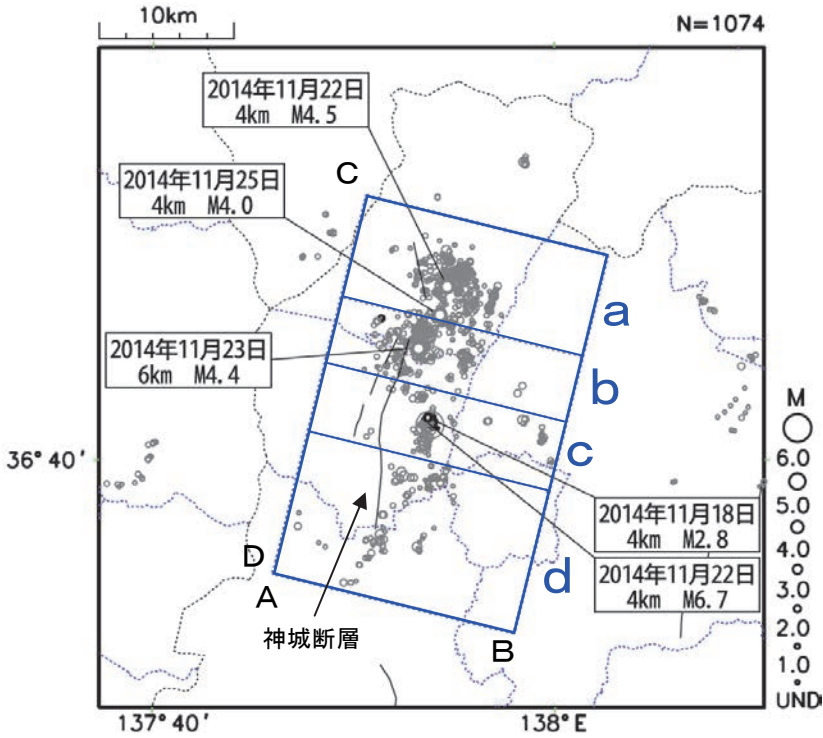 10km
N=1074
2014年11月22日
4km M4.5
2014年11月25日
4km M4.0
C
a
2014年11月23日
6km M4.4
b
M
c
36°40'
6.0
5.0
2014年11月18日
4km M2.8
4.0
D
A
d
2014年11月22日
4km M6.7
3.0
神城断層
B
2.0
1.0
UND
137°40'
138°E